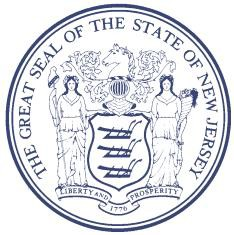 THE GREAT SEAL OF THE STATE OF NEW JERSEY
LIBERTY AND PROSPERITY
1776